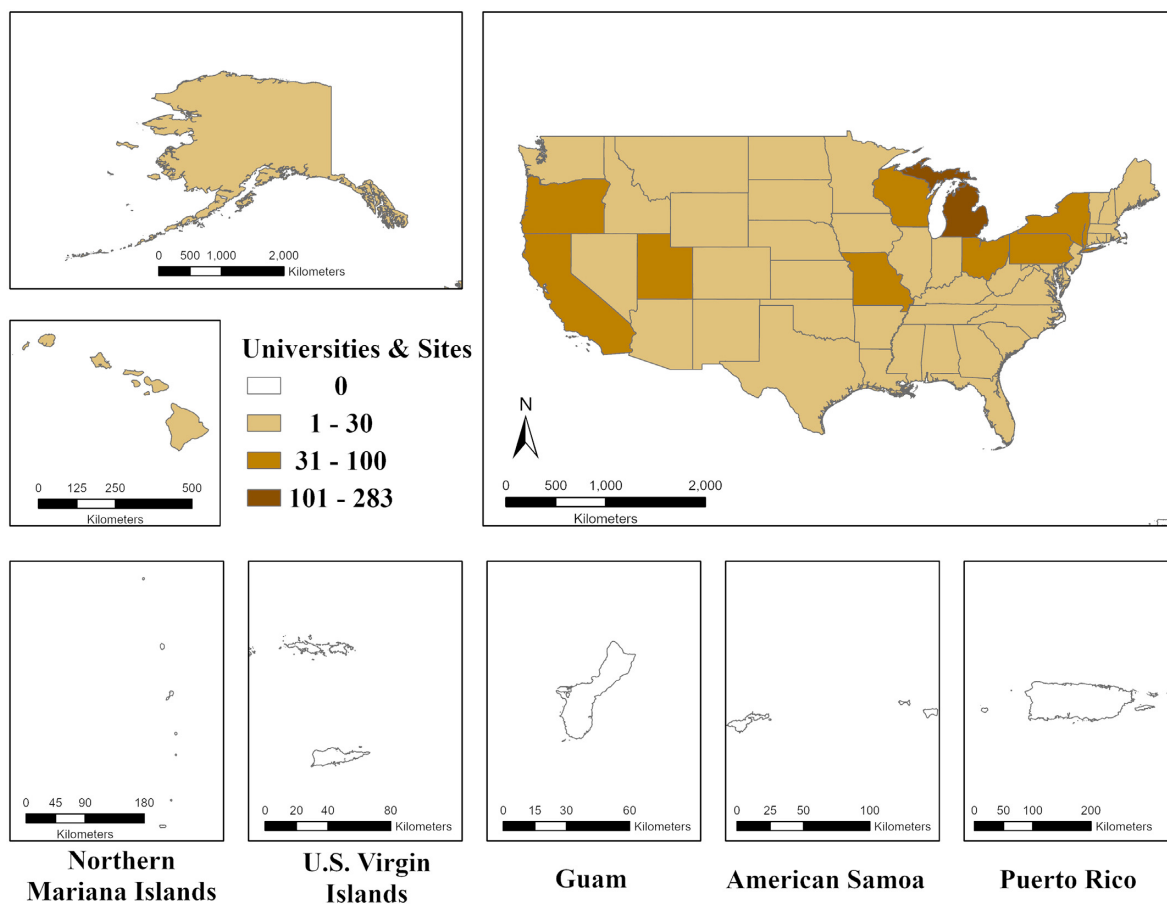 0 500 1,000 2,000
Kilometers
Universities & Sites
0
1 - 30
31 - 100
101 - 283
0 125 250 500
Kilometers
N
0 500 1,000 2,000
Kilometers
0 45 90 180
Kilometers
0 20 40 80
Kilometers
0 15 30 60
Kilometers
0 25 50 100
Kilometers
0 50 100 200
Kilometers
Northern
Mariana Islands
U.S. Virgin
Islands
Guam
American Samoa
Puerto Rico